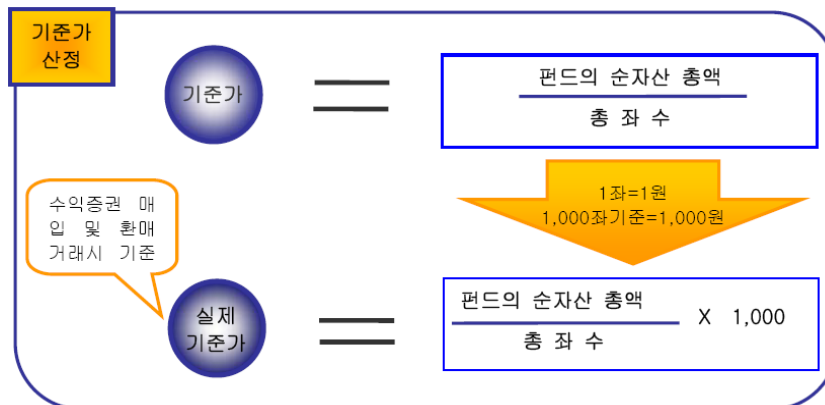 기준가
산정
기준가
펀드의 순자산 총액
총 좌 수
1좌=1원
1,000좌기준=1,000원
수익증권 매
입 및 환매
거래시 기준
실제
기준가
펀드의 순자산 총액
총 좌 수
X 1,000